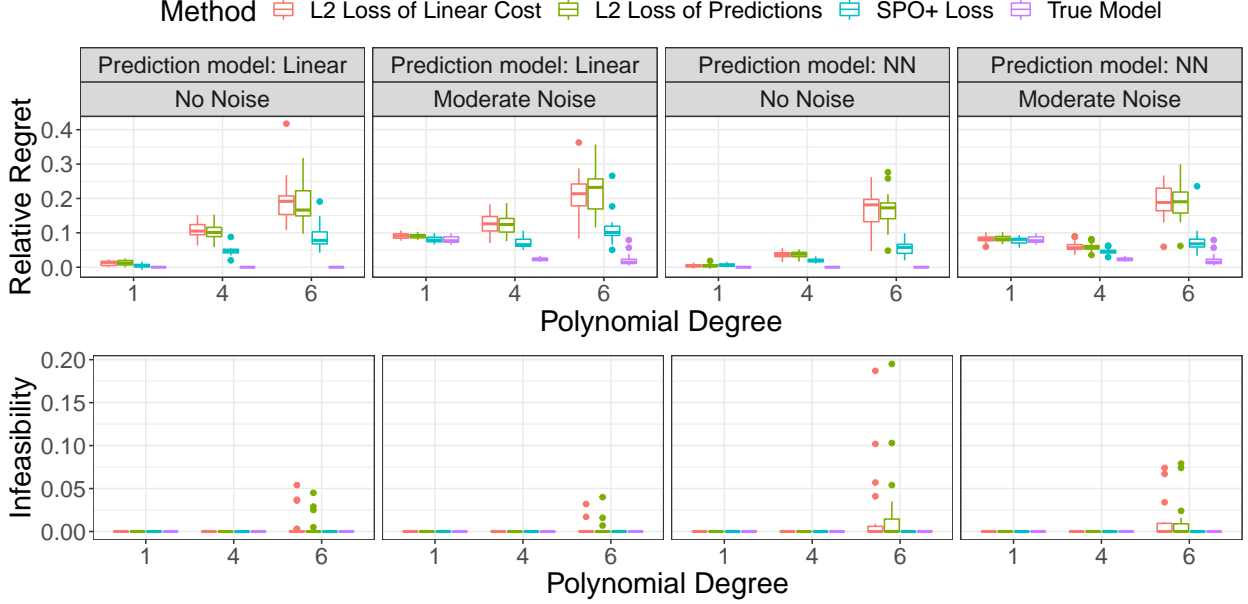 Method L2 Loss of Linear Cost L2 Loss of Predictions SPO+ Loss True Model
Prediction model: Linear Prediction model: Linear Prediction model: NN Prediction model: NN
No Noise Moderate Noise No Noise Moderate Noise
Relative Regret
0.4
0.3
0.2
0.1
0.0
1 4 6 1 4 6 1 4 6 1 4 6
Polynomial Degree
Infeasibility
0.20
0.15
0.10
0.05
0.00
1 4 6 1 4 6 1 4 6 1 4 6
Polynomial Degree